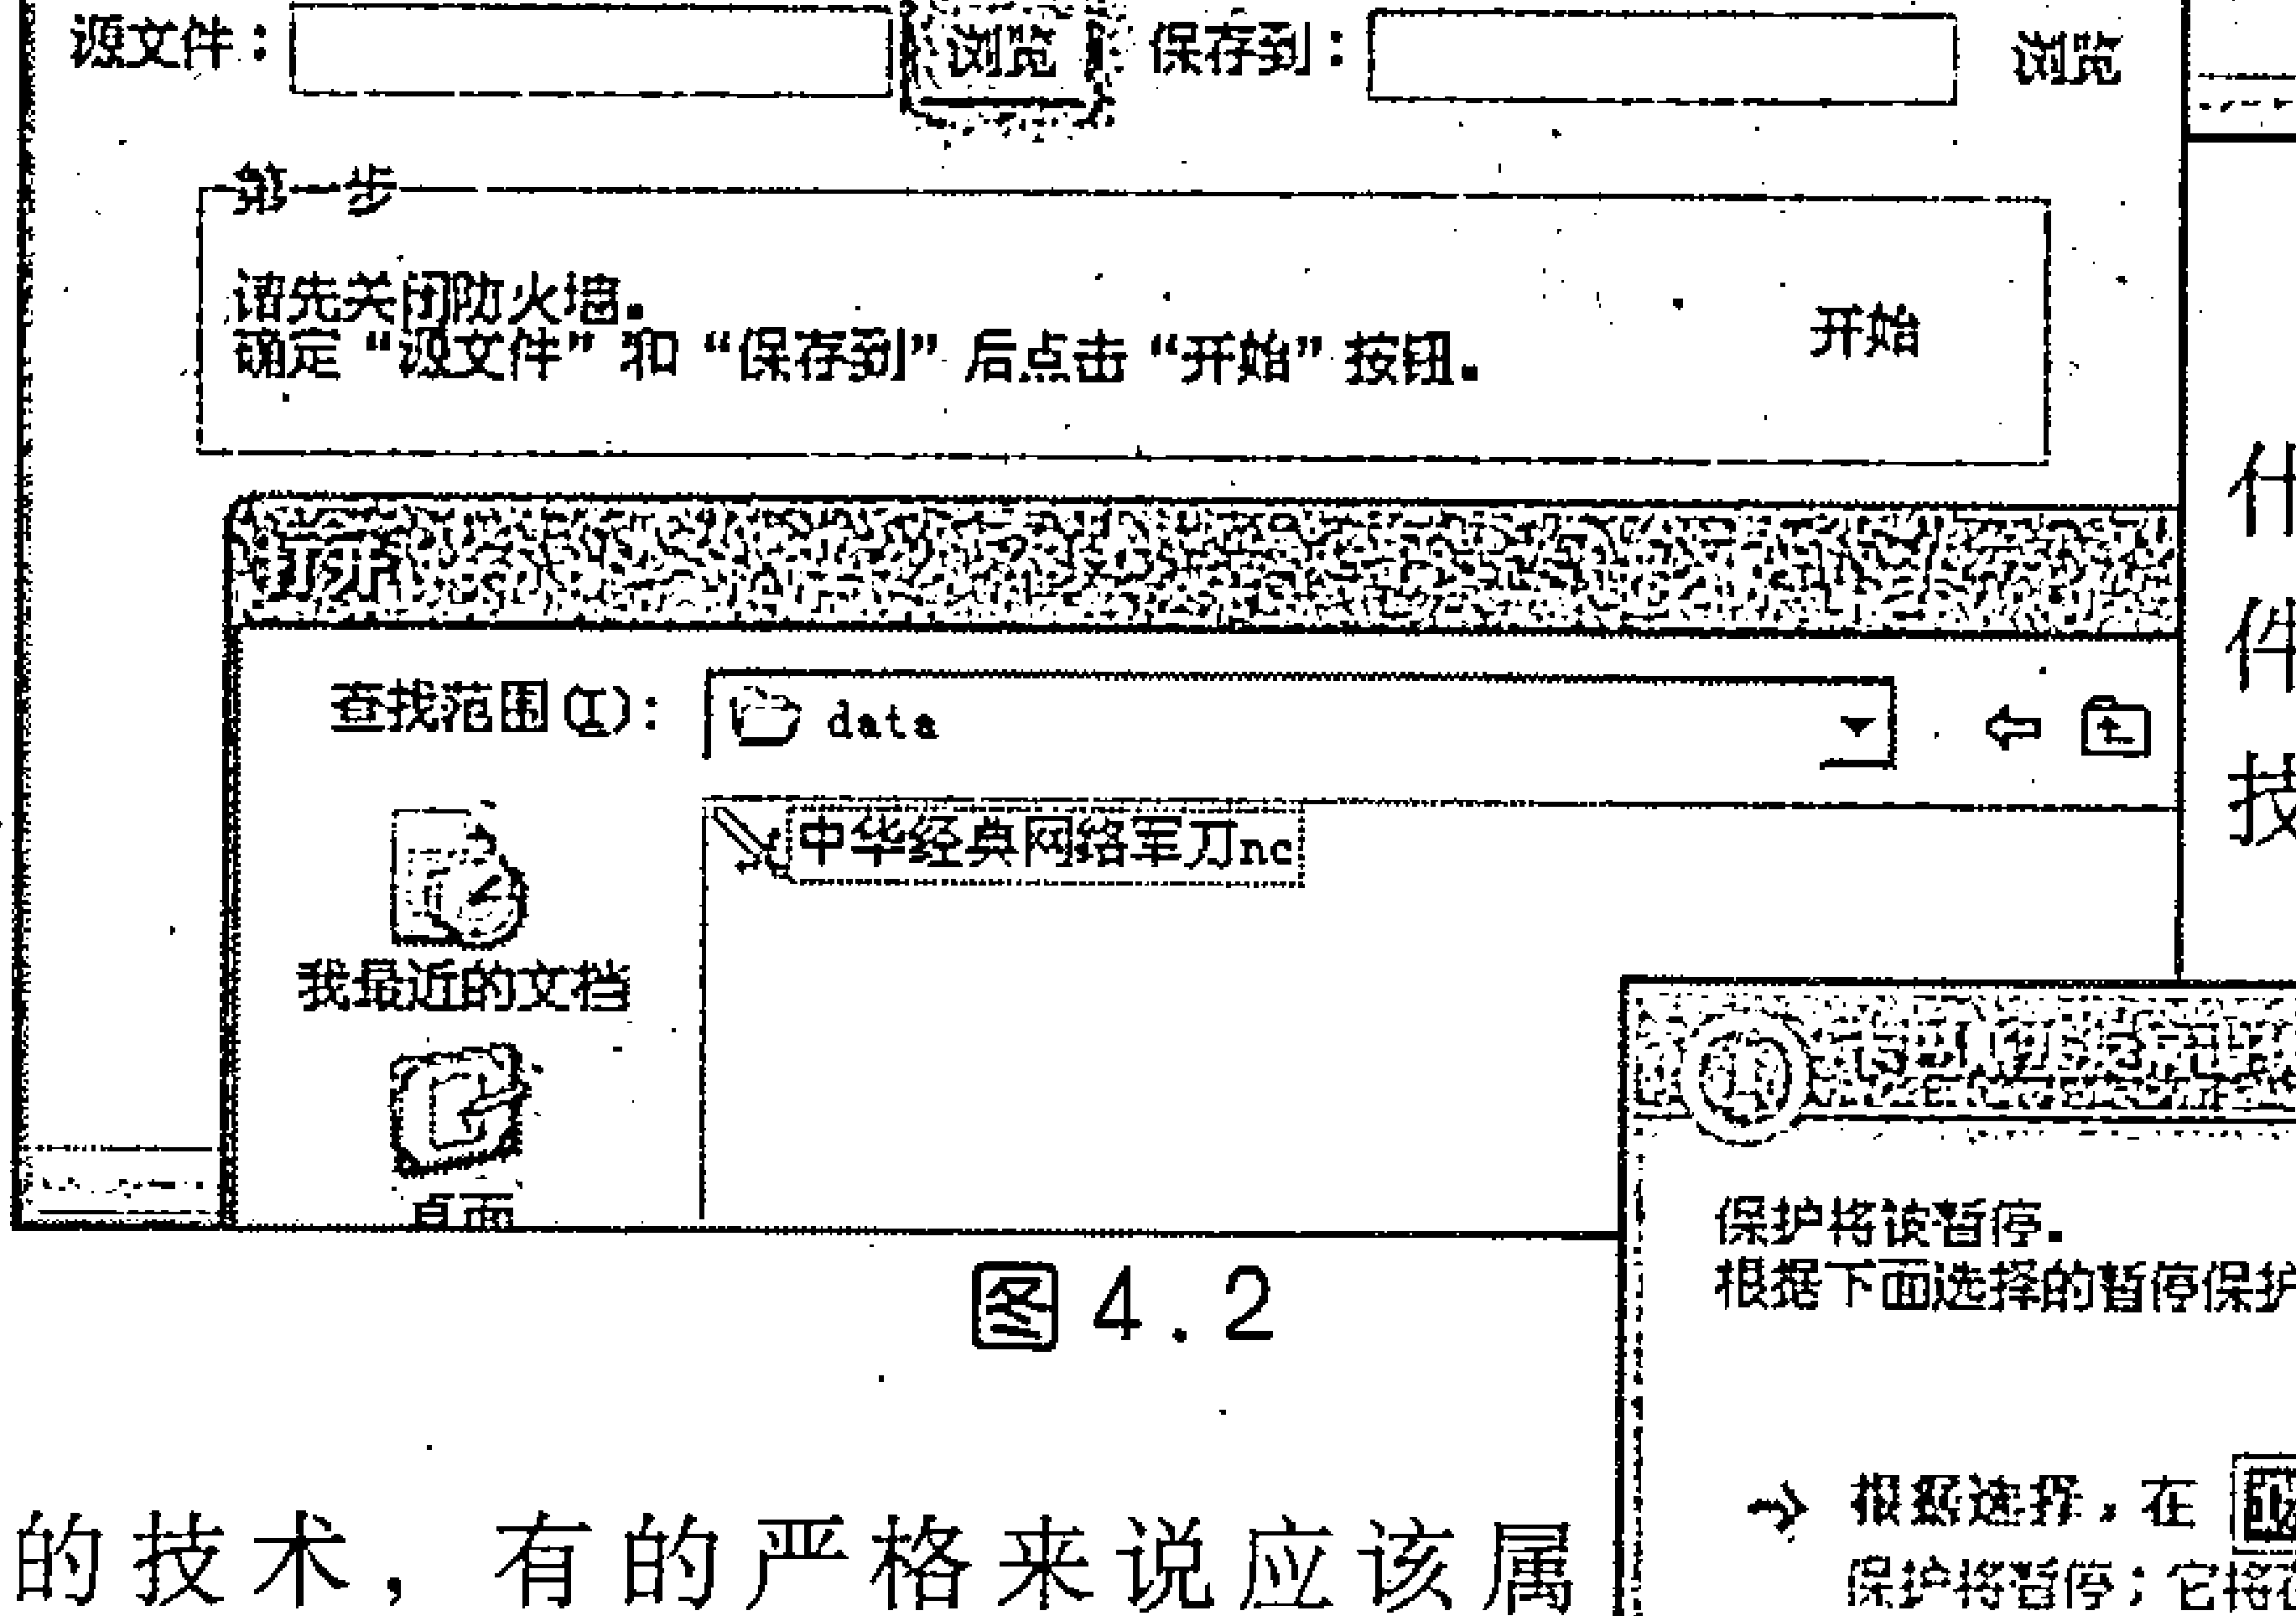 源文件： 浏览 保存到： 浏览
第一步
请先关闭防火墙。
确定“源文件”和“保存到”后点击“开始”按钮。
开始
打开
查找范围(I)： data
中华经典网络军刀nc
我最近的文档
桌面
图4.2
的技术，有的严格来说应该属
什
件
技
保护将被暂停。
根据下面选择的暂停保护
根据选择，在
保护将暂停；它将在